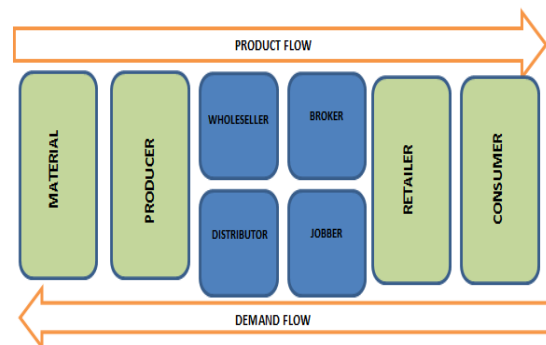 PRODUCT FLOW
MATERIAL
PRODUCER
WHOLESELLER
BROKER
DISTRIBUTOR
JOBBER
RETAILER
CONSUMER
DEMAND FLOW